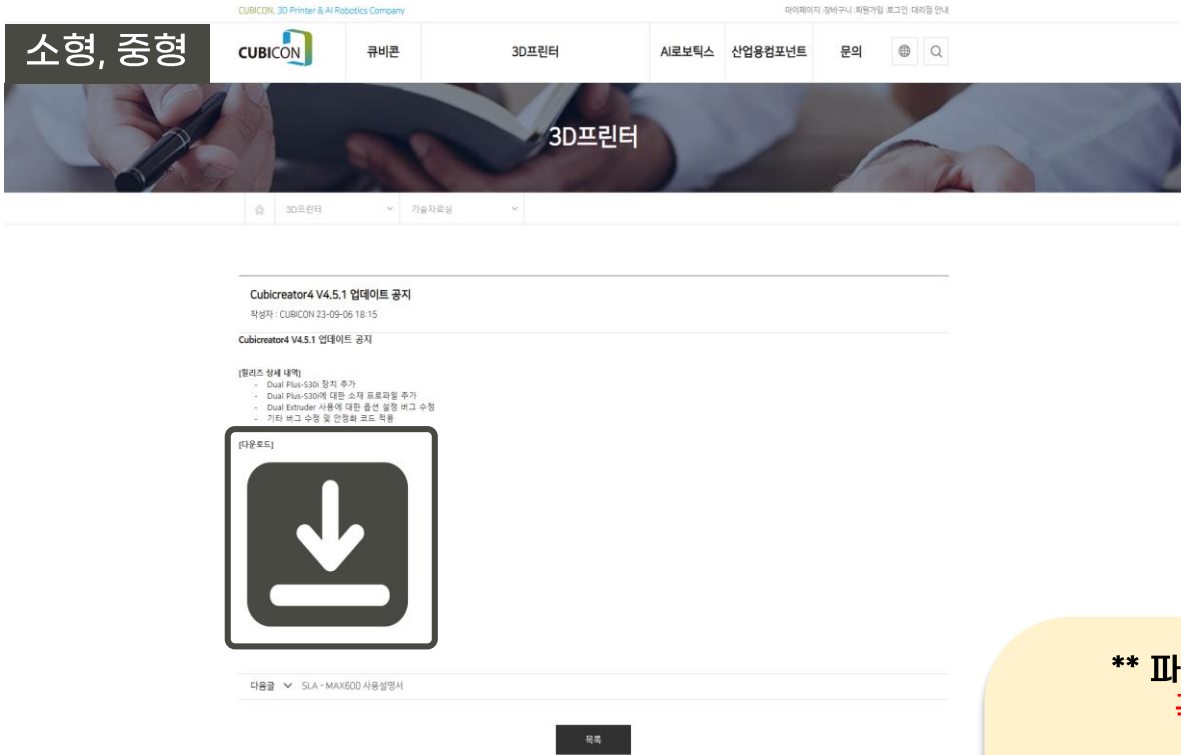 CUBICON, 3D Printer & AI Robotics Company
마이페이지 장바구니 회원가입 로그인 대리점 안내
소형, 중형
CUBICON
큐비콘
3D프린터
AI로보틱스
산업용컴포넌트
문의
3D프린터
3D프린터
기술자료실
Cubicreator4 V4.5.1 업데이트 공지
작성자 : CUBICON 23-09-06 18:15
Cubicreator4 V4.5.1 업데이트 공지
[릴리즈 상세 내역]
- Dual Plus-S30i 장치 추가
- Dual Plus-S30i에 대한 소재 프로파일 추가
- Dual Extruder 사용에 대한 옵션 설정 버그 수정
- 기타 버그 수정 및 안정화 코드 적용
[다운로드]
다음글 SLA - MAX600 사용설명서
목록
** 파